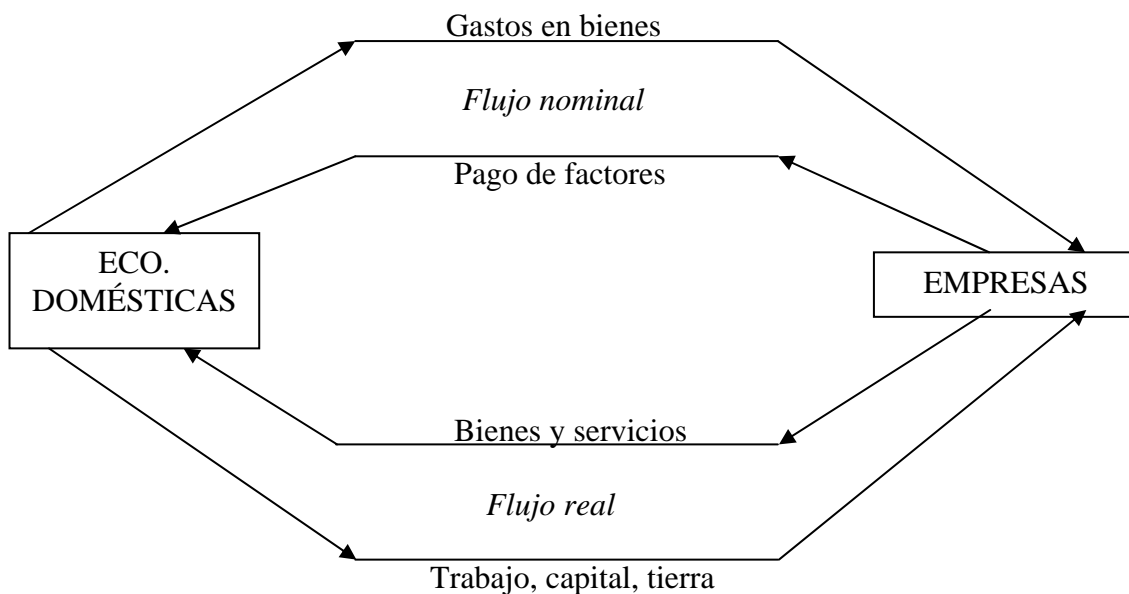 Gastos en bienes
Flujo nominal
Pago de factores
ECO.
DOMÉSTICAS
EMPRESAS
Bienes y servicios
Flujo real
Trabajo, capital, tierra